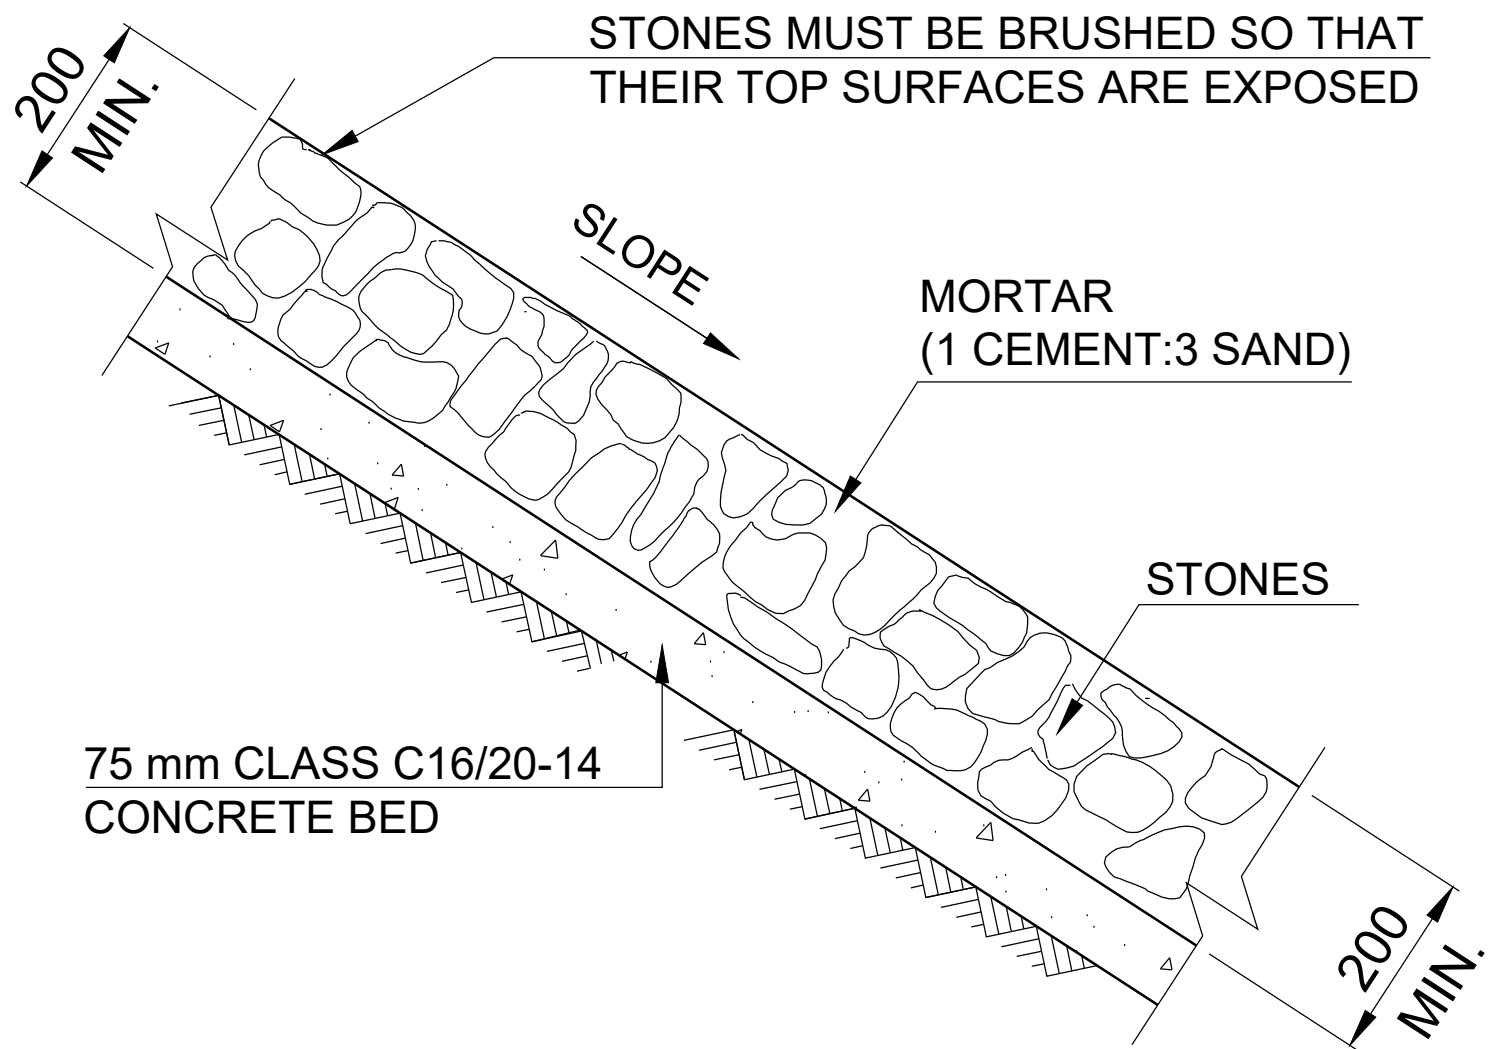 STONES MUST BE BRUSHED SO THAT
THEIR TOP SURFACES ARE EXPOSED
200
MIN.
SLOPE
MORTAR
(1 CEMENT:3 SAND)
STONES
75 mm CLASS C16/20-14
CONCRETE BED
200
MIN.